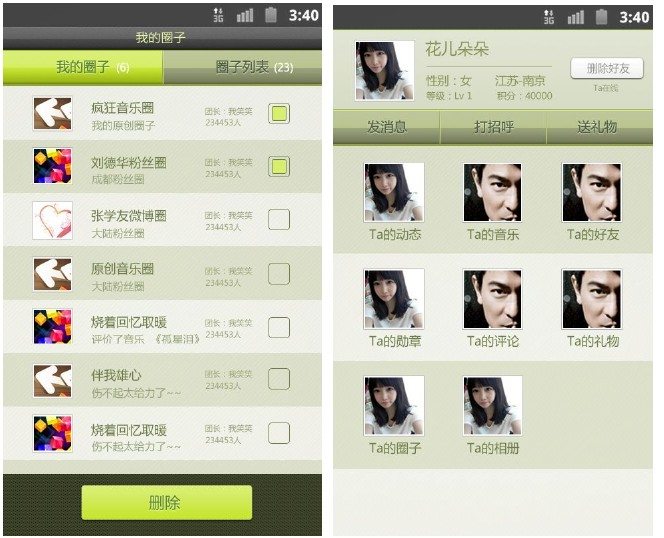 3G 3:40
我的圈子
我的圈子 (6) 圈子列表 (23)
疯狂音乐圈
我的原创圈子
团长：我笑笑
234453人
刘德华粉丝圈
成都粉丝圈
团长：我笑笑
234453人
张学友微博圈
大陆粉丝圈
团长：我笑笑
234453人
原创音乐圈
大陆粉丝圈
团长：我笑笑
234453人
烧着回忆取暖
评价了音乐 《孤星泪》
团长：我笑笑
234453人
伴我雄心
伤不起太给力了~~
团长：我笑笑
234453人
烧着回忆取暖
伤不起太给力了~~
团长：我笑笑
234453人
删除
3G 3:40
花儿朵朵
性别：女 江苏-南京
等级：Lv 1 积分：40000
删除好友
Ta在线
发消息 打招呼 送礼物
Ta的动态 Ta的音乐 Ta的好友
Ta的勋章 Ta的评论 Ta的礼物
Ta的圈子 Ta的相册